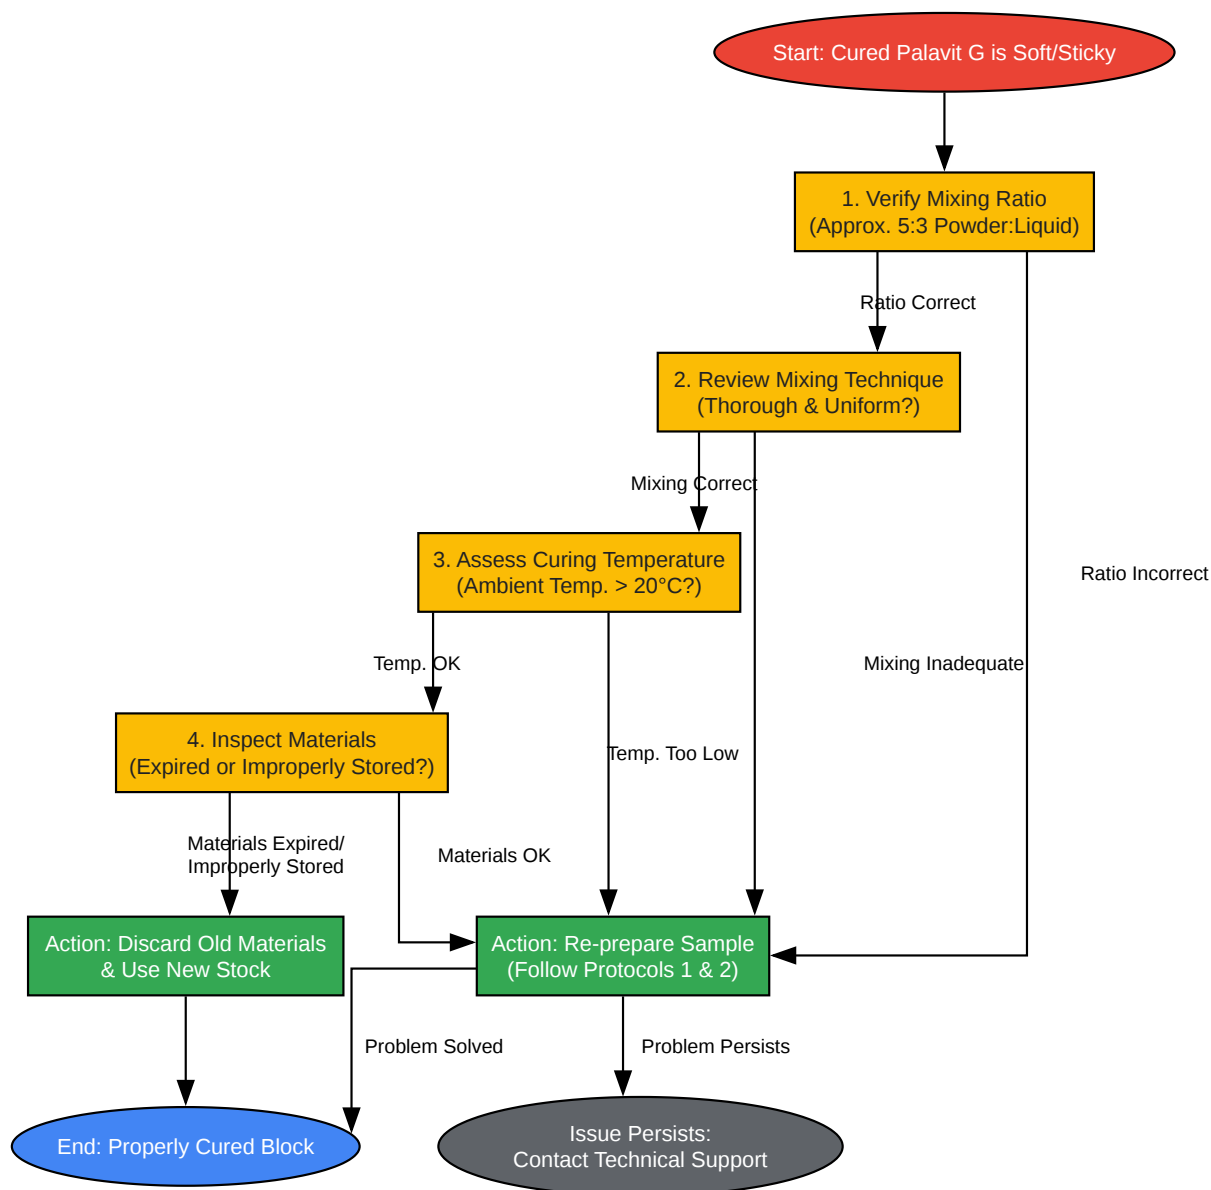 Start: Cured Palavit G is Soft/Sticky
1. Verify Mixing Ratio
(Approx. 5:3 Powder:Liquid)
Ratio Correct
2. Review Mixing Technique
(Thorough & Uniform?)
Mixing Correct
3. Assess Curing Temperature
(Ambient Temp. > 20°C?)
Ratio Incorrect
Temp. OK
Mixing Inadequate
4. Inspect Materials
(Expired or Improperly Stored?)
Temp. Too Low
Materials Expired/
Improperly Stored
Materials OK
Action: Discard Old Materials
& Use New Stock
Action: Re-prepare Sample
(Follow Protocols 1 & 2)
Problem Solved
Problem Persists
End: Properly Cured Block
Issue Persists:
Contact Technical Support